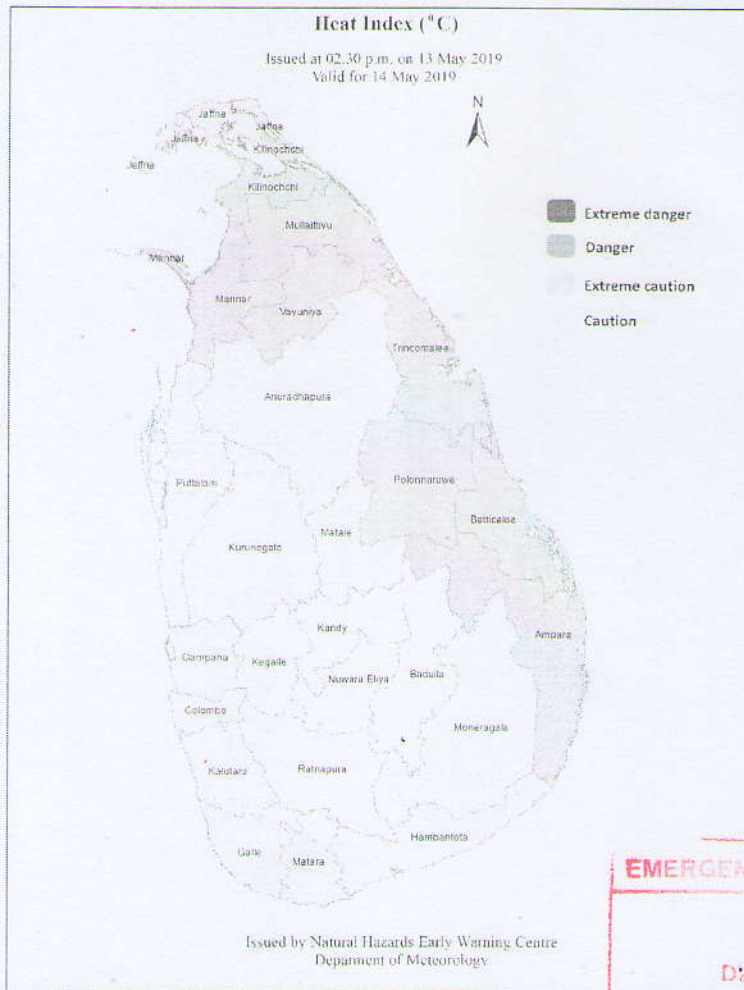 Heat Index (°C)
Issued at 02.30 p.m. on 13 May 2019
Valid for 14 May 2019
N
Jaffna
Jaffna
Jaffna
Kilinochchi
Jaffna
Kilinochchi
Mullaitivu
Mannar
Mannar
Vavuniya
Trincomalee
Anuradhapura
Puttalam
Polonnaruwa
Batticaloa
Matale
Kurunegala
Kandy
Ampara
Gampaha
Kegalle
Nuwara Eliya
Badulla
Colombo
Moneragala
Kalutara
Ratnapura
Hambantota
Galle
Matara
Extreme danger
Danger
Extreme caution
Caution
EMERGEN
Issued by Natural Hazards Early Warning Centre
Deparment of Meteorology